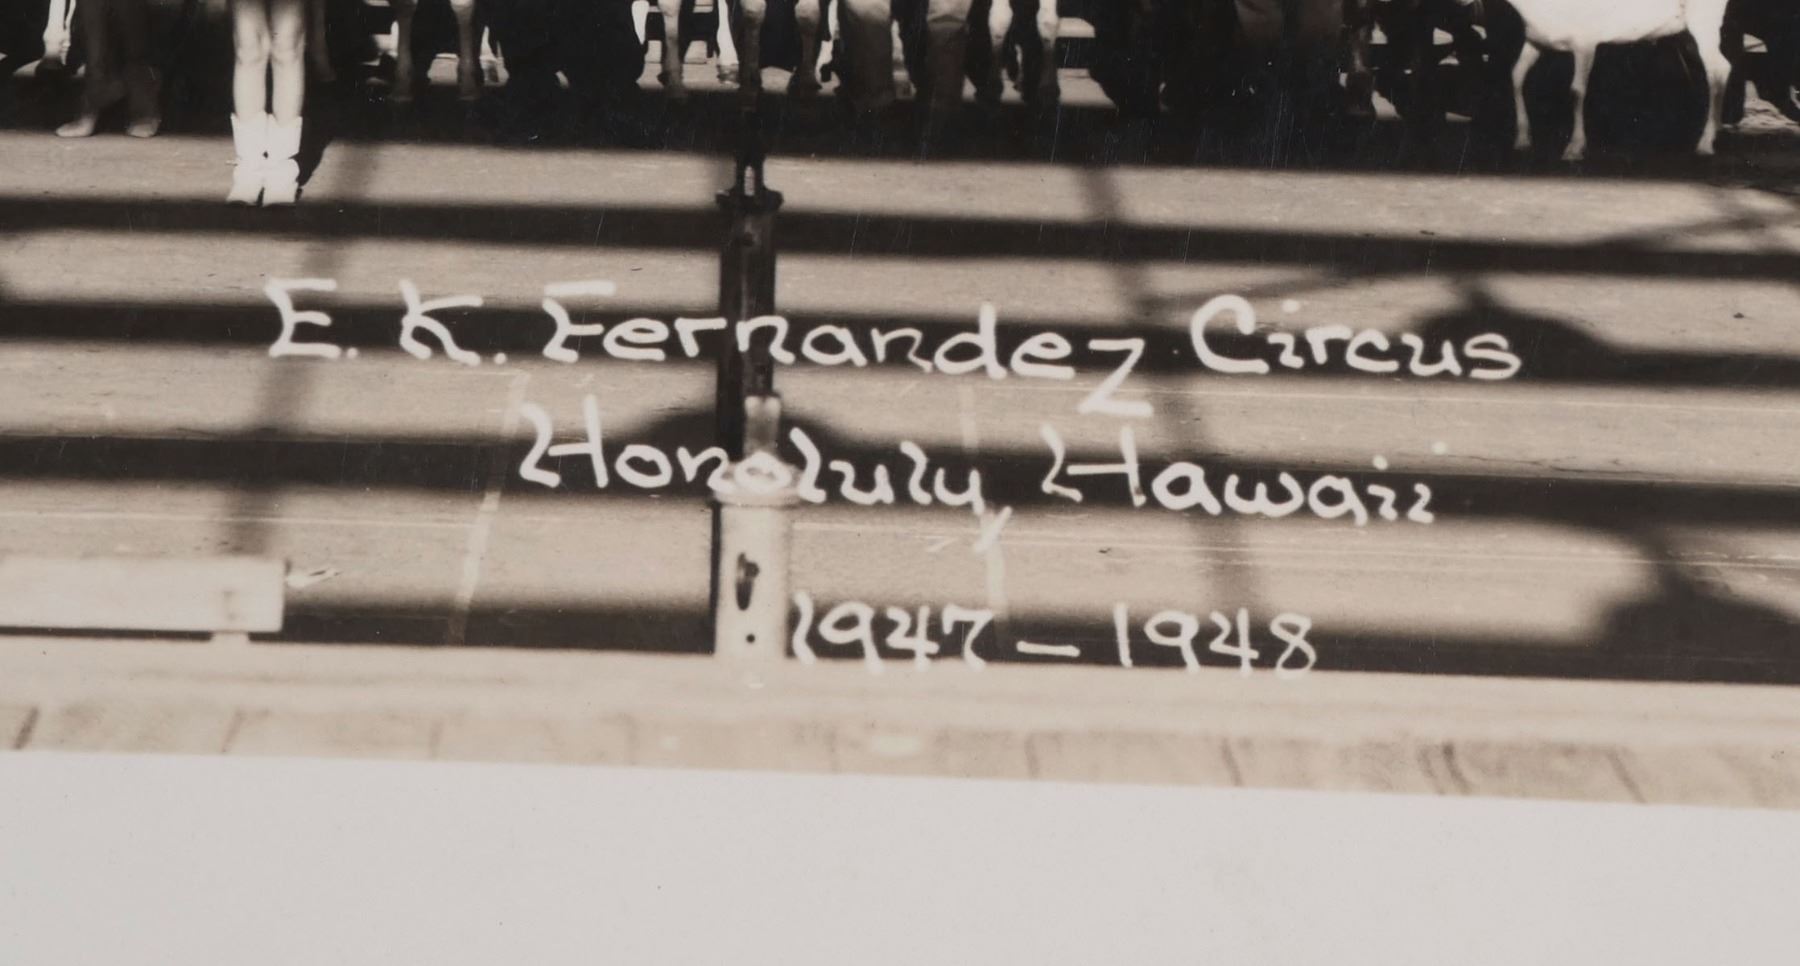 E. K. Fernandez Circus
Honolulu, Hawaii
1947 – 1948